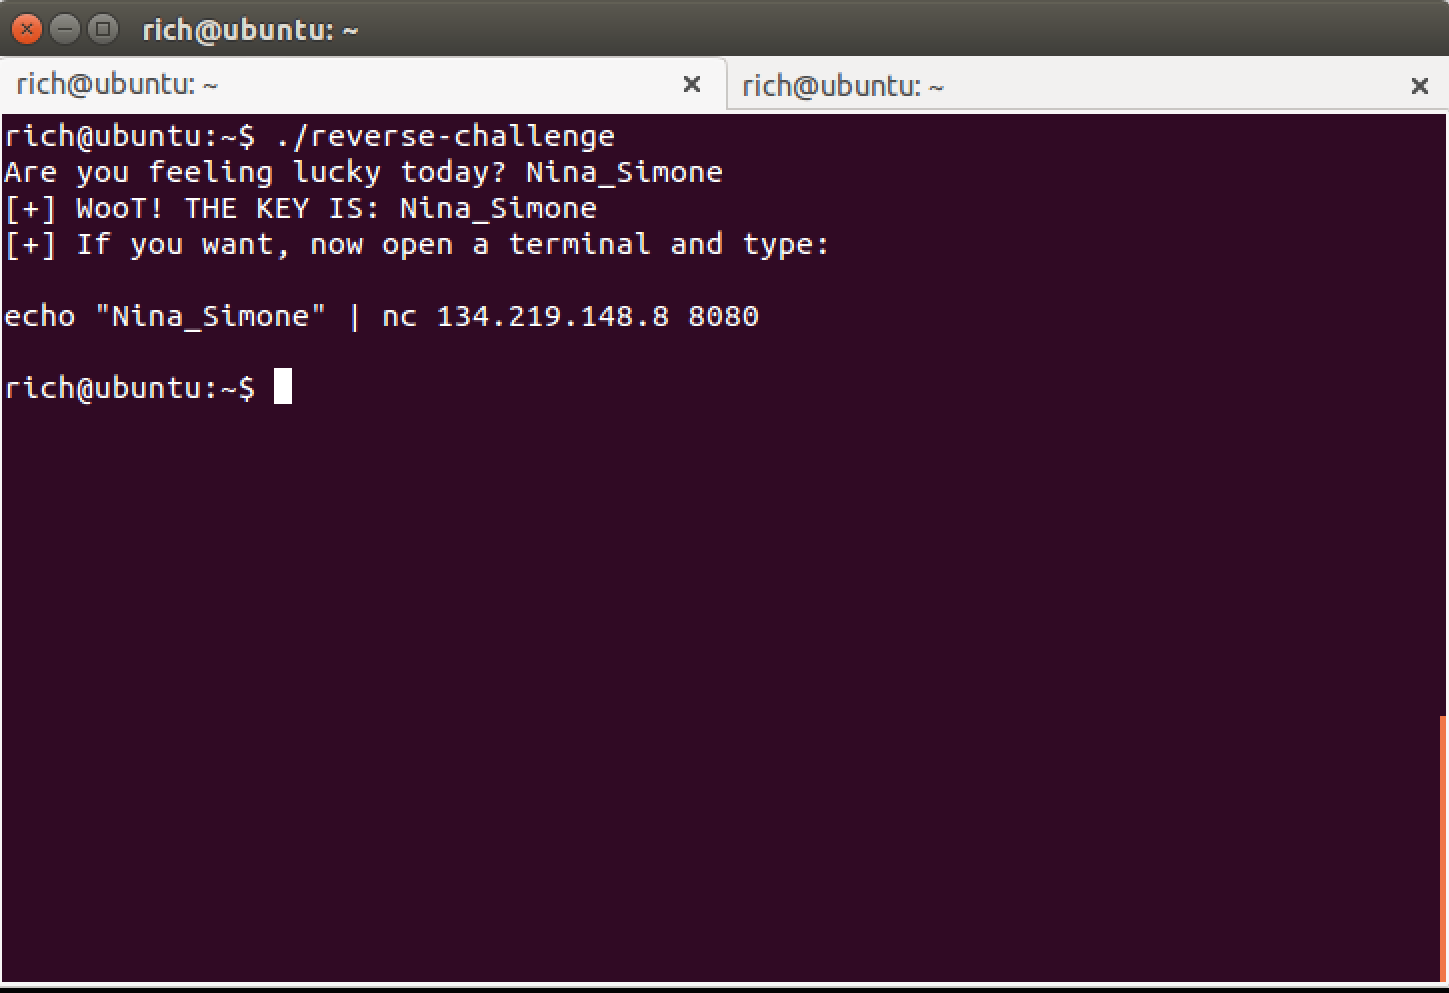 rich@ubuntu: ~
rich@ubuntu: ~
rich@ubuntu: ~
rich@ubuntu:~$ ./reverse-challenge
Are you feeling lucky today? Nina_Simone
[+] WooT! THE KEY IS: Nina_Simone
[+] If you want, now open a terminal and type:
echo "Nina_Simone" | nc 134.219.148.8 8080
rich@ubuntu:~$